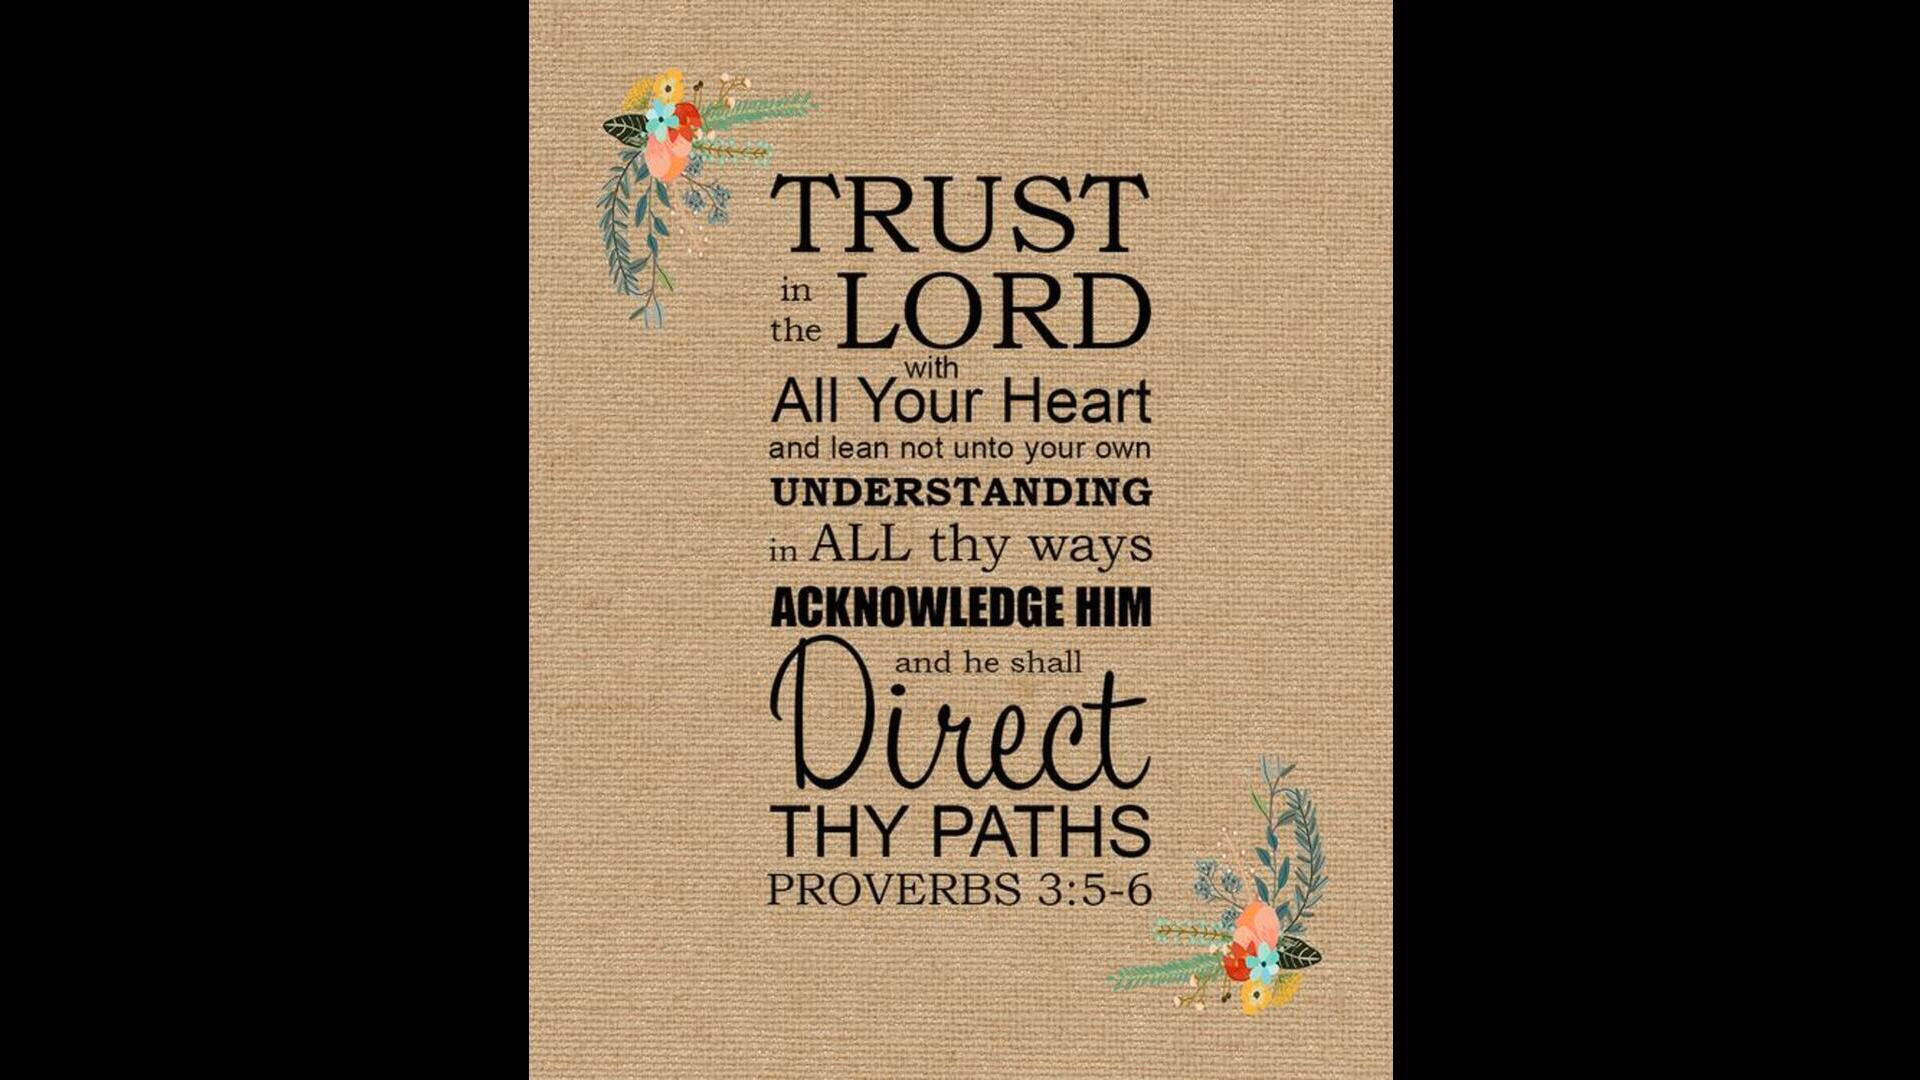 TRUST
in the LORD
with
All Your Heart
and lean not unto your own
UNDERSTANDING
in ALL thy ways
ACKNOWLEDGE HIM
and he shall
Direct
THY PATHS
PROVERBS 3:5-6